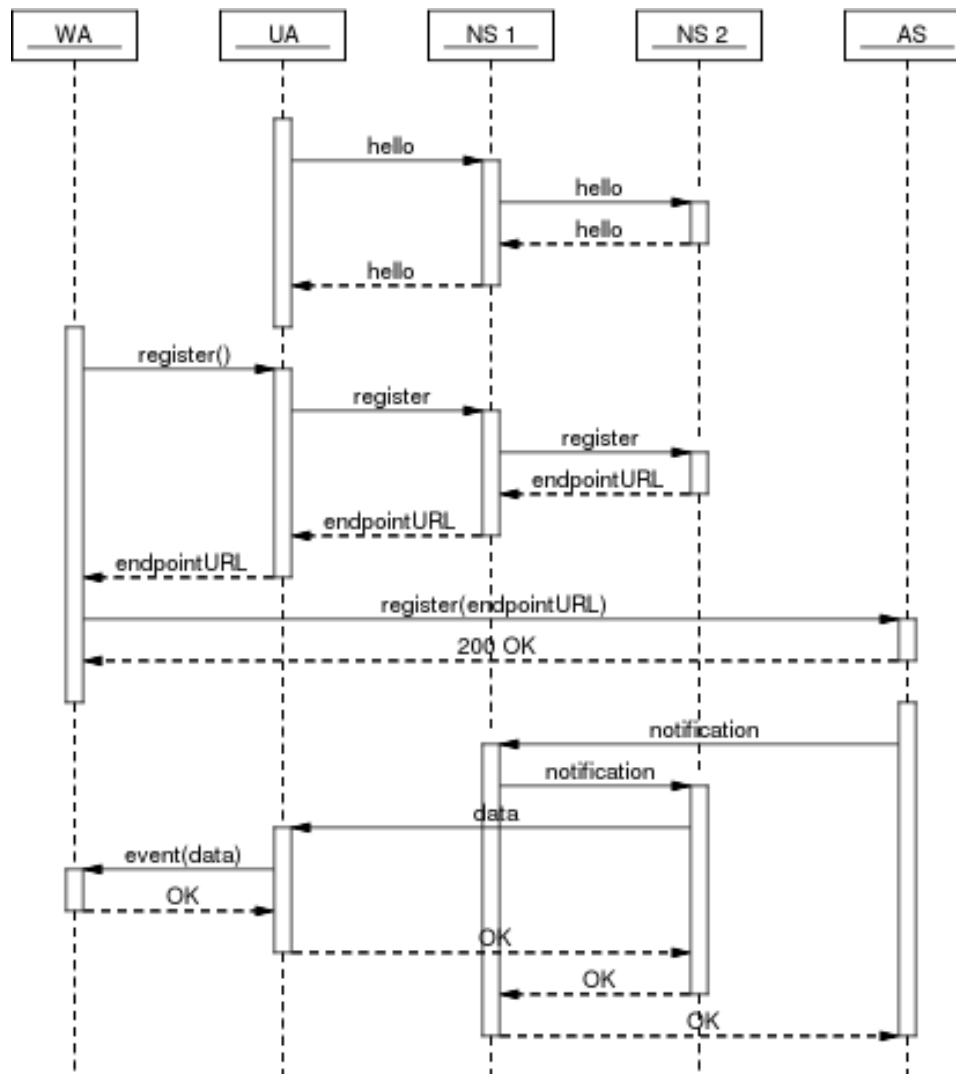 WA
UA
NS 1
NS 2
AS
hello
hello
hello
hello
register()
register
register
endpointURL
endpointURL
endpointURL
register(endpointURL)
200 OK
notification
notification
data
event(data)
OK
OK
OK
OK